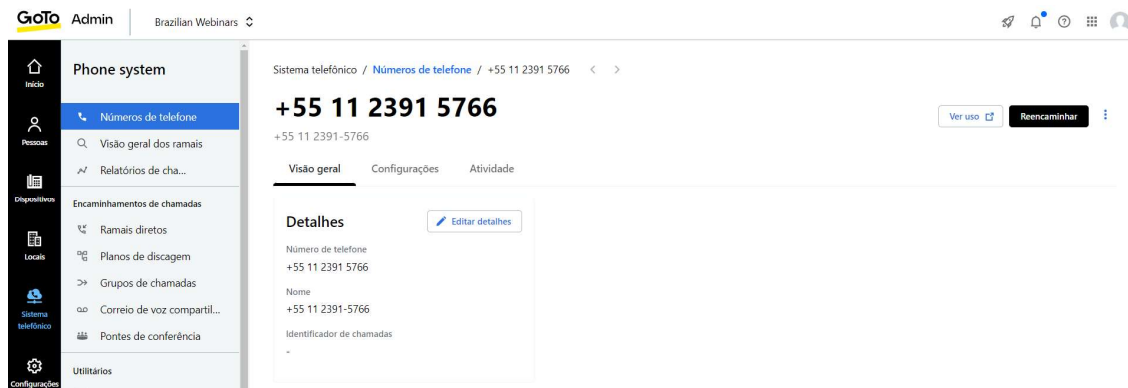 GoTo Admin
Brazilian Webinars
Início
Pessoas
Dispositivos
Locais
Sistema telefônico
Configurações
Phone system
Números de telefone
Visão geral dos ramais
Relatórios de cha...
Encaminhamentos de chamadas
Ramais diretos
Planos de discagem
Grupos de chamadas
Correio de voz compartil...
Pontes de conferência
Utilitários
Sistema telefônico / Números de telefone / +55 11 2391 5766 < >
+55 11 2391 5766
+55 11 2391-5766
Ver uso
Reencaminhar
Visão geral Configurações Atividade
Detalhes
Editar detalhes
Número de telefone
+55 11 2391 5766
Nome
+55 11 2391-5766
Identificador de chamadas
-